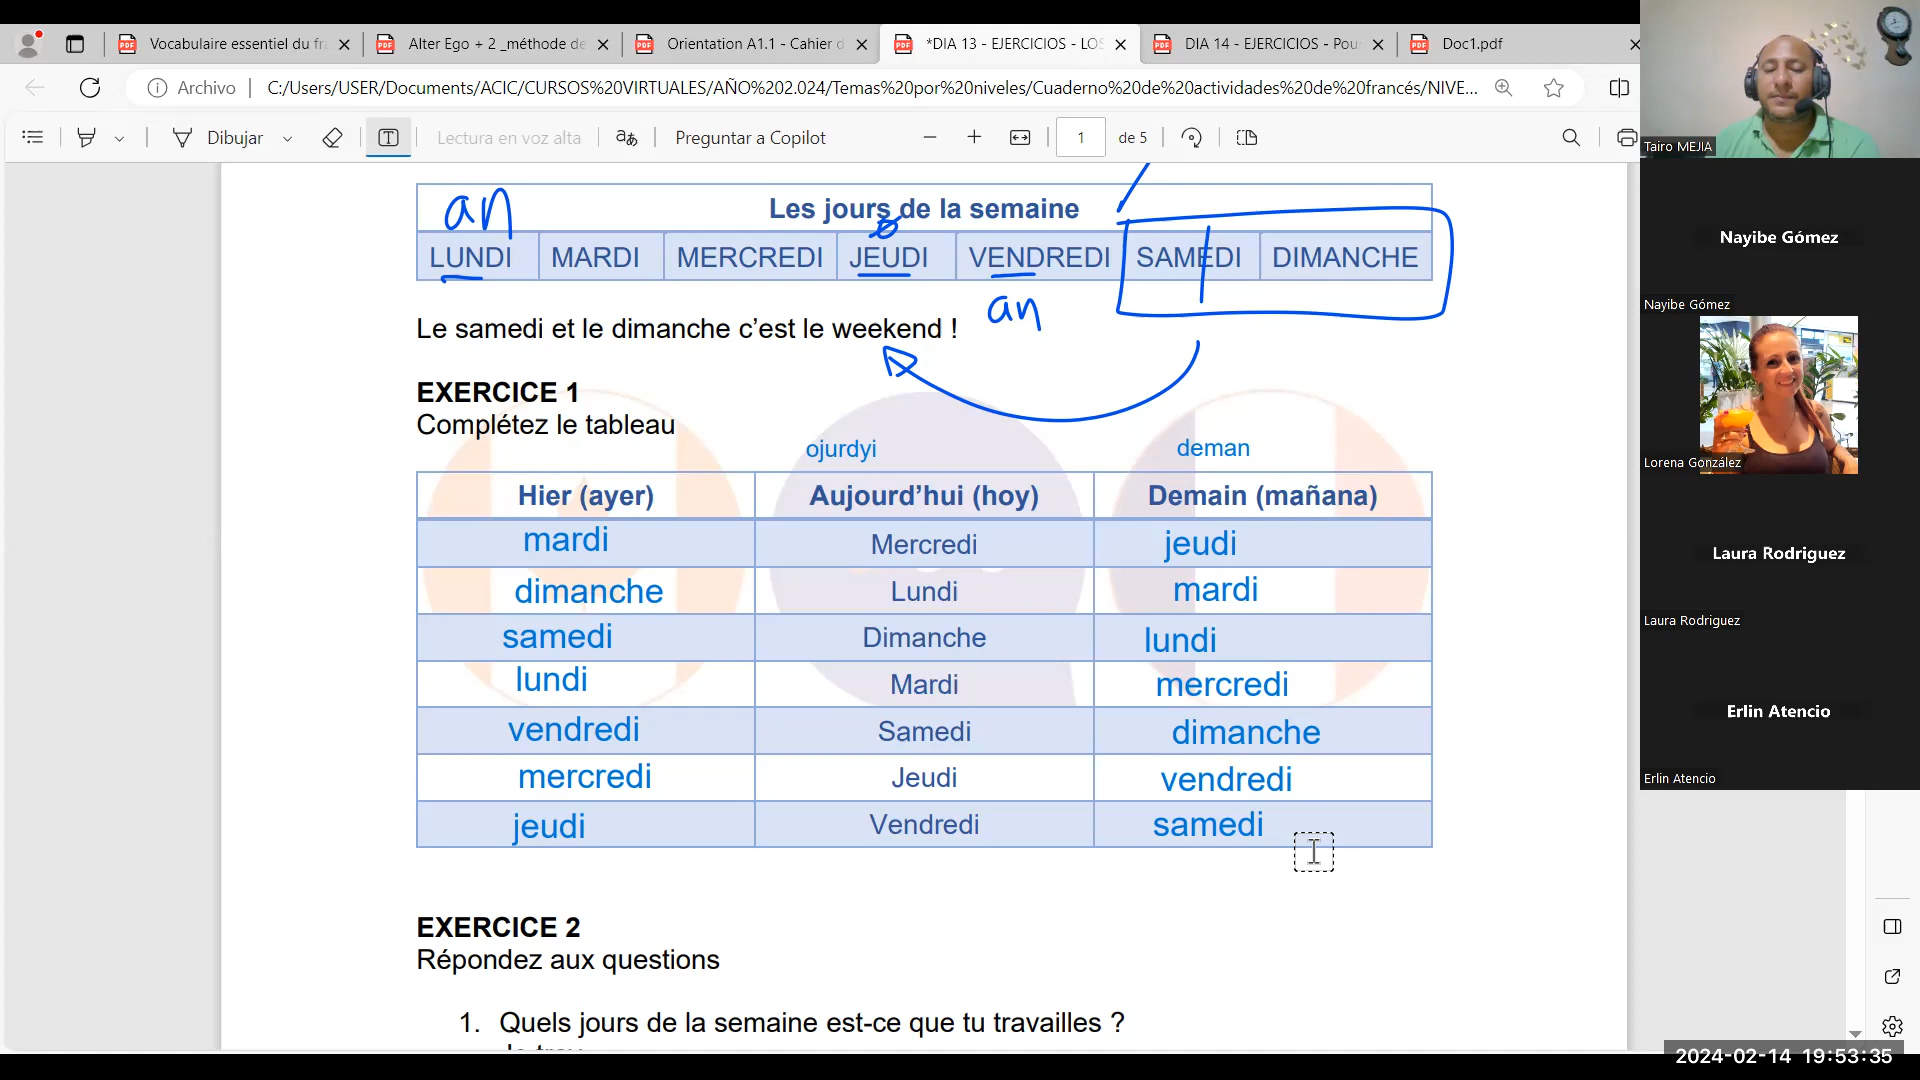 Vocabulaire essentiel du fr
Alter Ego + 2 _méthode de
Orientation A1.1 - Cahier d
*DIA 13 - EJERCICIOS - LOS
DIA 14 - EJERCICIOS - Pou
Doc1.pdf
Archivo
C:/Users/USER/Documents/ACIC/CURSOS%20VIRTUALES/AÑO%202.024/Temas%20por%20niveles/Cuaderno%20de%20actividades%20de%20francés/NIVE...
Dibujar
Lectura en voz alta
Preguntar a Copilot
1 de 5
Tairo MEJIA
an
Les jours de la semaine
LUNDI MARDI MERCREDI JEUDI VENDREDI SAMEDI DIMANCHE
an
Le samedi et le dimanche c’est le weekend !
EXERCICE 1
Complétez le tableau
ojurdyi deman
Hier (ayer) Aujourd’hui (hoy) Demain (mañana)
mardi Mercredi jeudi
dimanche Lundi mardi
samedi Dimanche lundi
lundi Mardi mercredi
vendredi Samedi dimanche
mercredi Jeudi vendredi
jeudi Vendredi samedi
EXERCICE 2
Répondez aux questions
1. Quels jours de la semaine est-ce que tu travailles ?
Nayibe Gómez
Nayibe Gómez
Lorena González
Laura Rodriguez
Laura Rodriguez
Erlin Atencio
Erlin Atencio
2024-02-14 19:53:35